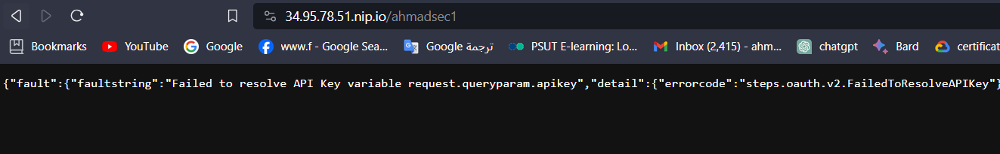 34.95.78.51.nip.io/ahmadsec1
Bookmarks YouTube Google www.f - Google Sea... ترجمة Google PSUT E-learning: Lo... Inbox (2,415) - ahm... chatgpt Bard certificat
{"fault":{"faultstring":"Failed to resolve API Key variable request.queryparam.apikey","detail":{"errorcode":"steps.oauth.v2.FailedToResolveAPIKey"}